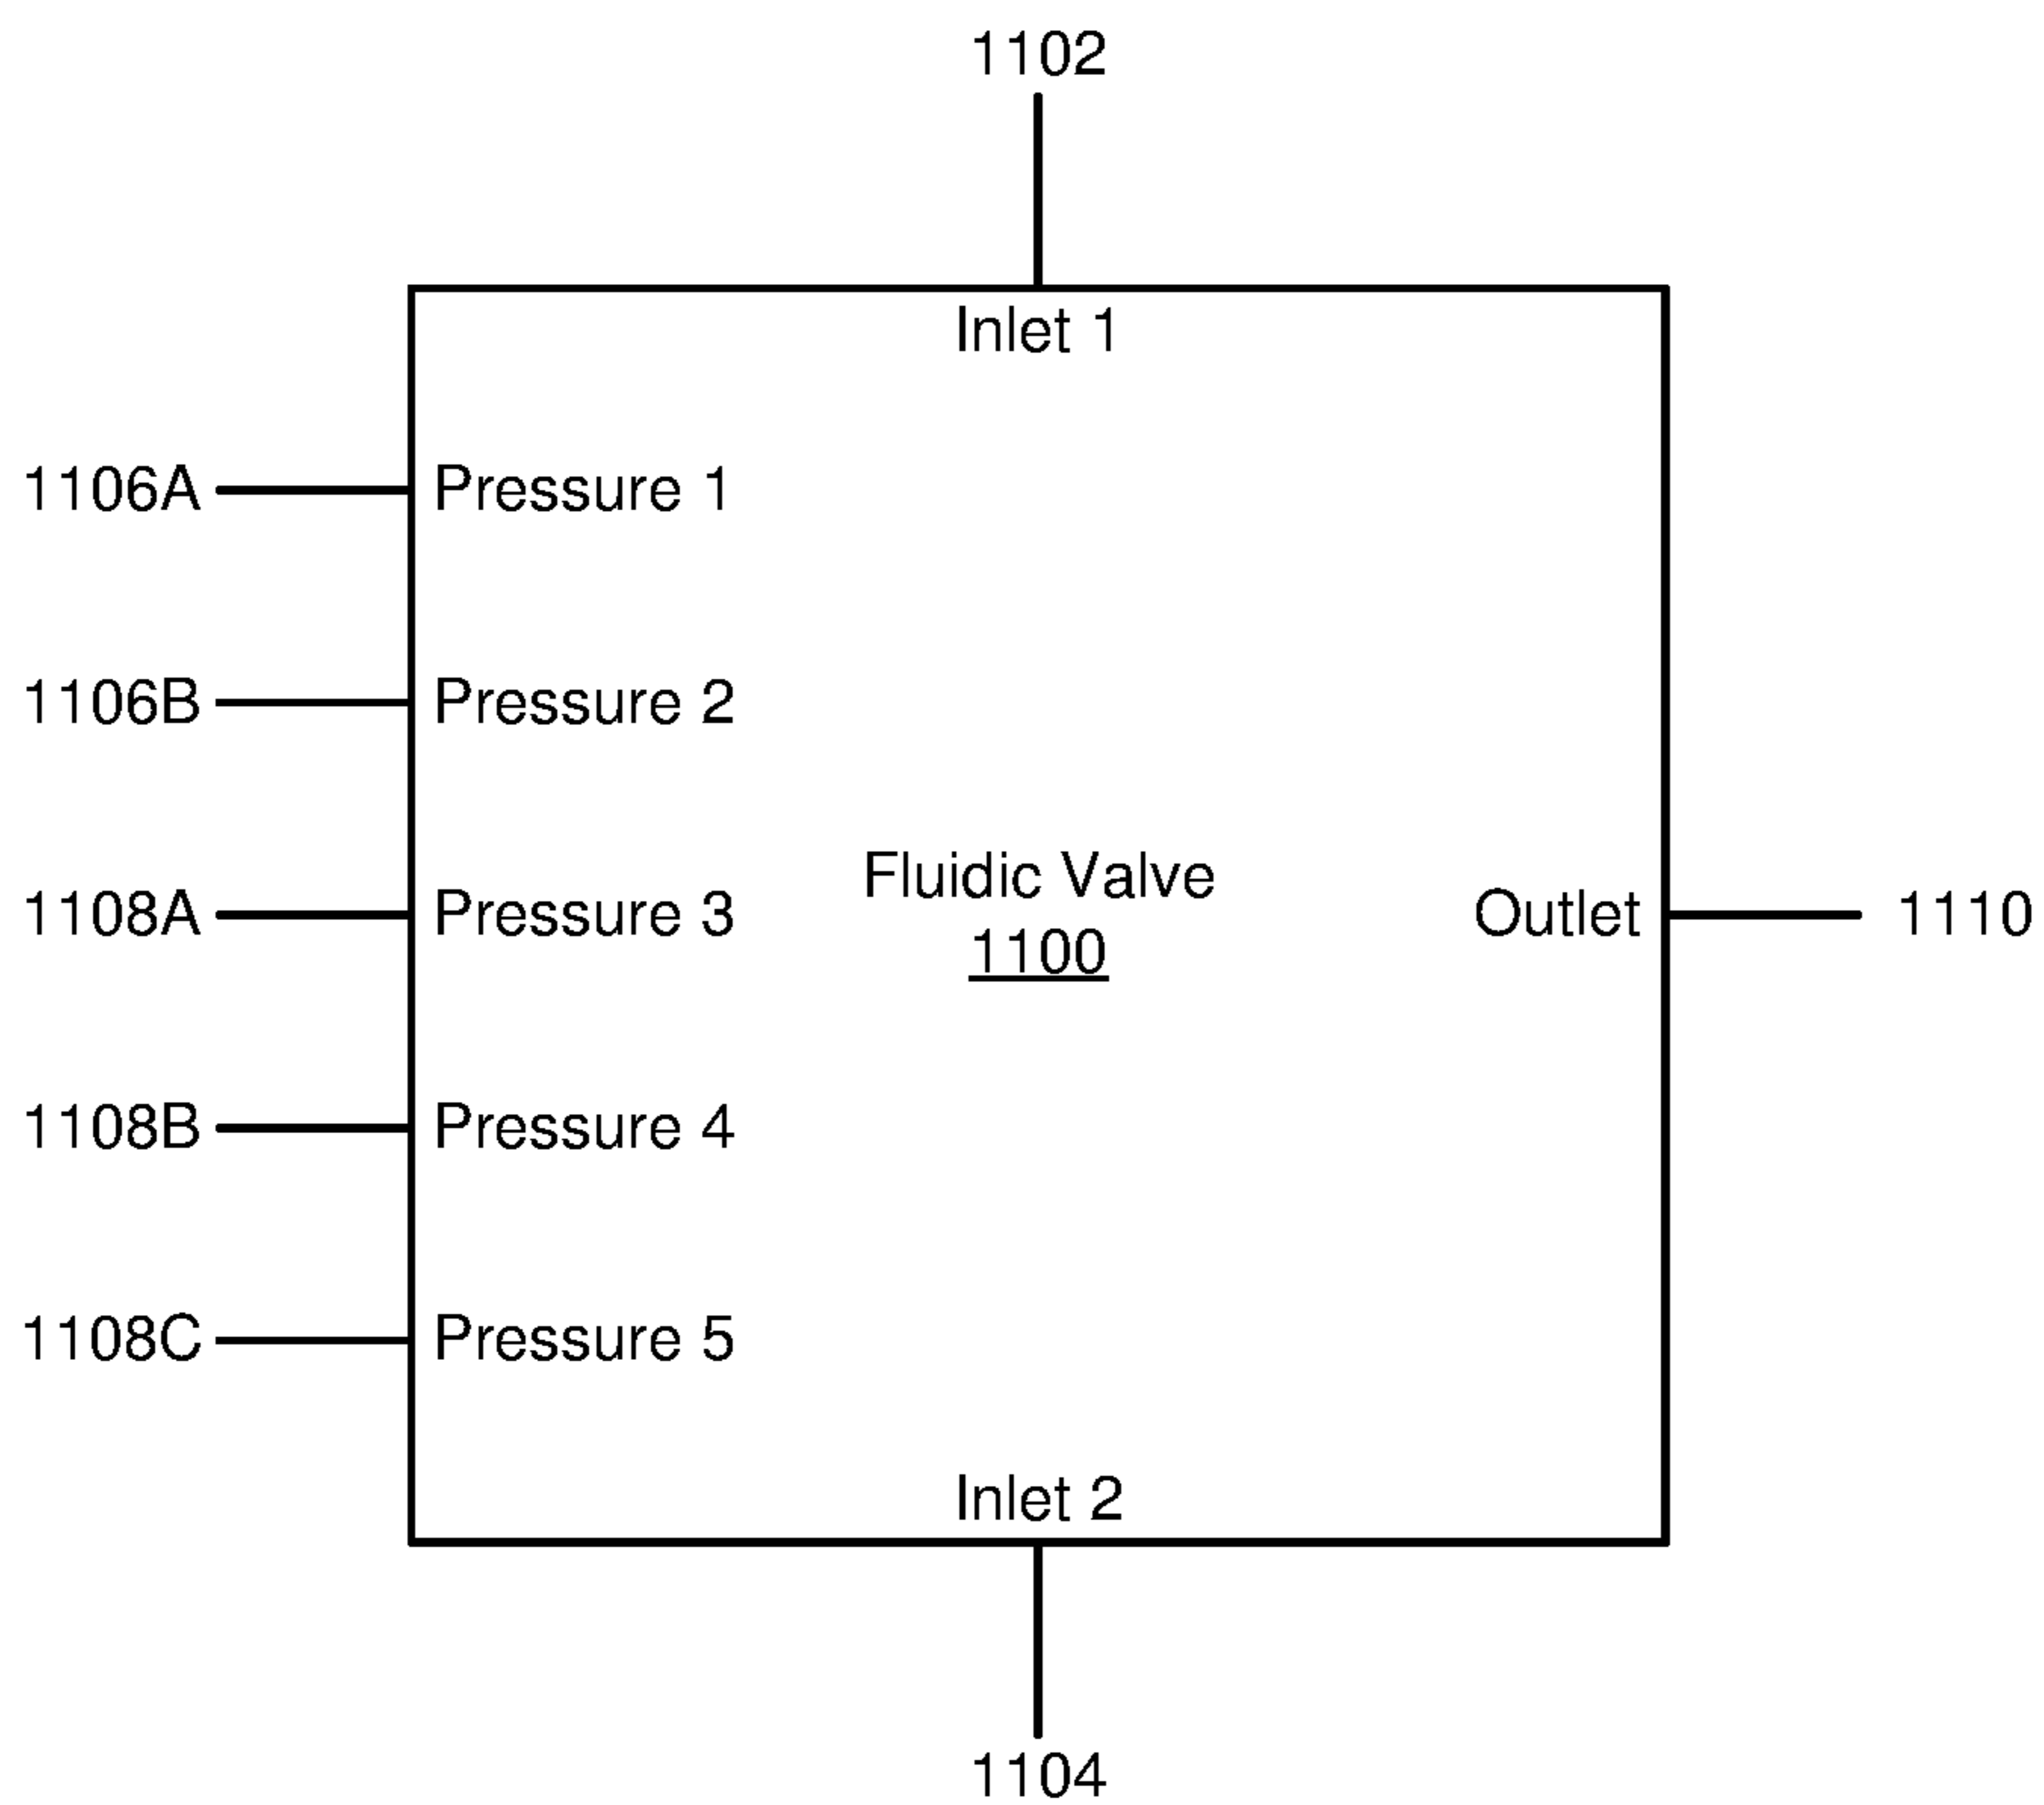 1102
Inlet 1
1106A Pressure 1
1106B Pressure 2
Fluidic Valve
1100
1108A Pressure 3
Outlet 1110
1108B Pressure 4
1108C Pressure 5
Inlet 2
1104